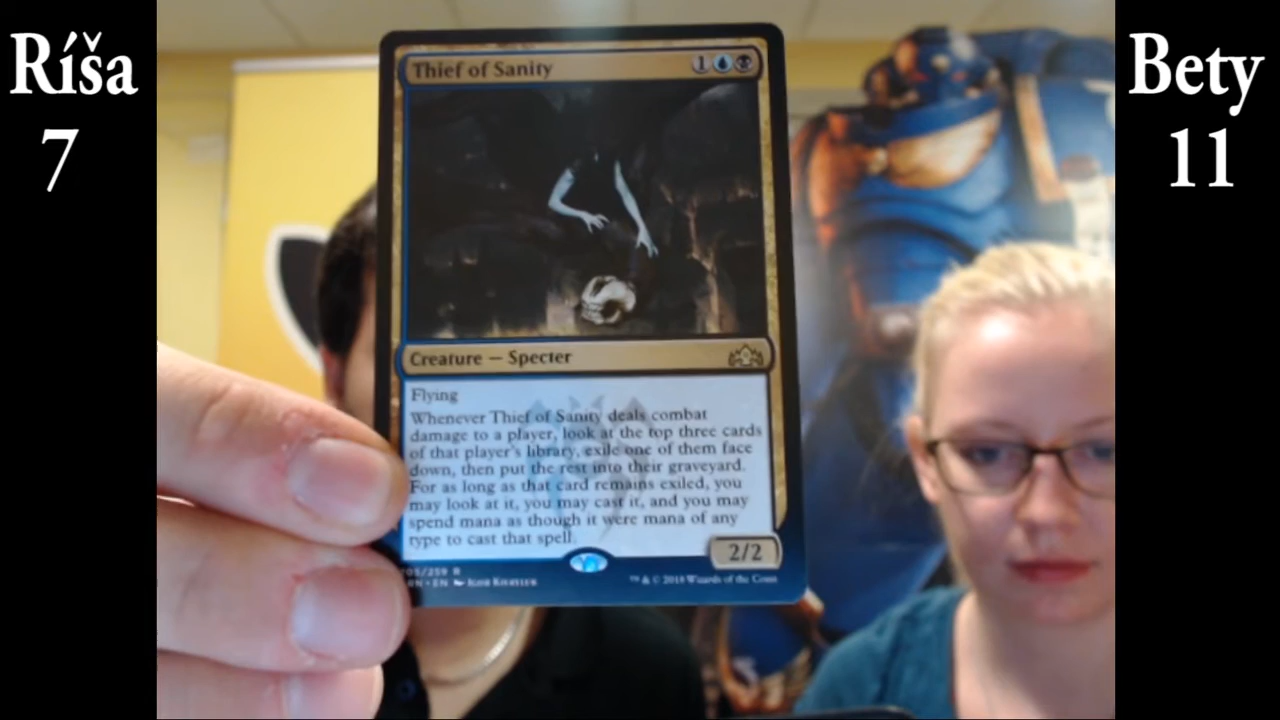 Ríša
7
Bety
11
Thief of Sanity
1
Creature — Specter
Flying
Whenever Thief of Sanity deals combat
damage to a player, look at the top three cards
of that player's library, exile one of them face
down, then put the rest into their graveyard.
For as long as that card remains exiled, you
may look at it, you may cast it, and you may
spend mana as though it were mana of any
type to cast that spell.
2/2
/259 R
EN
™ & © 2018 Wizards of the Coast